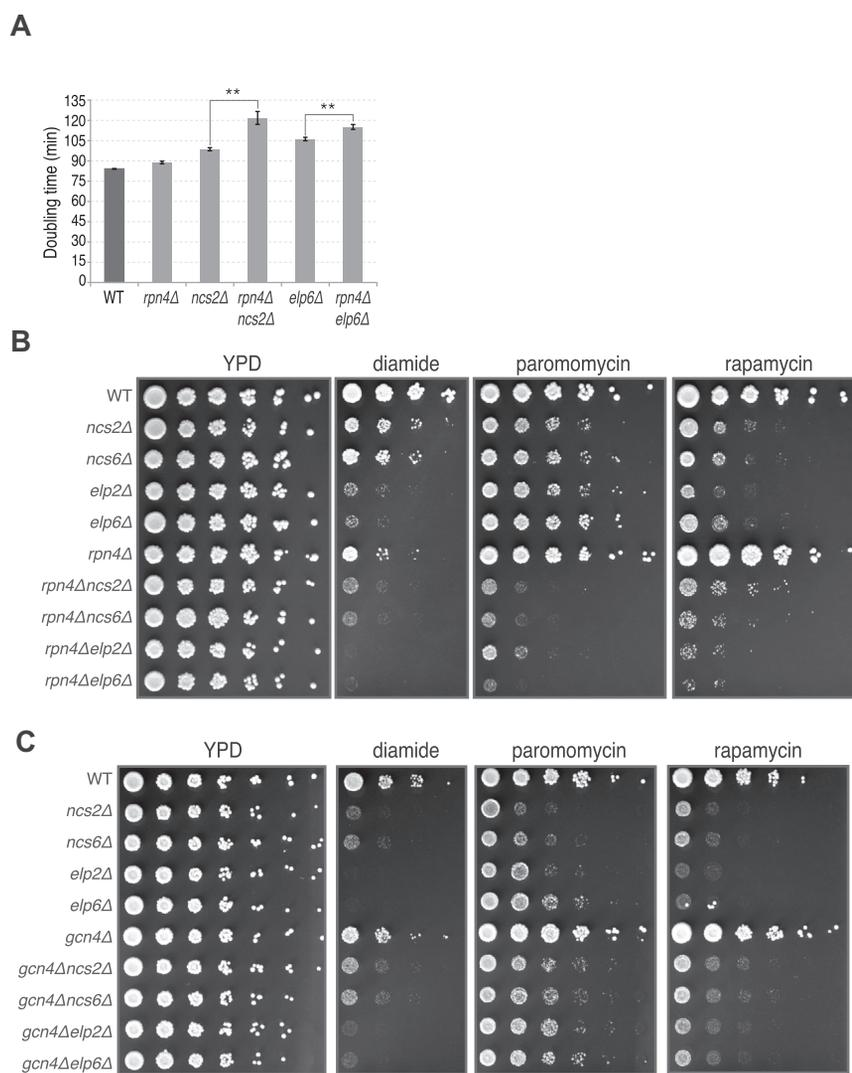 A
Doubling time (min)
135
120
105
90
75
60
45
30
15
0
**
**
WT rpn4Δ ncs2Δ rpn4Δ elp6Δ rpn4Δ
ncs2Δ elp6Δ
B
YPD diamide paromomycin rapamycin
WT
ncs2Δ
ncs6Δ
elp2Δ
elp6Δ
rpn4Δ
rpn4Δncs2Δ
rpn4Δncs6Δ
rpn4Δelp2Δ
rpn4Δelp6Δ
C
YPD diamide paromomycin rapamycin
WT
ncs2Δ
ncs6Δ
elp2Δ
elp6Δ
gcn4Δ
gcn4Δncs2Δ
gcn4Δncs6Δ
gcn4Δelp2Δ
gcn4Δelp6Δ